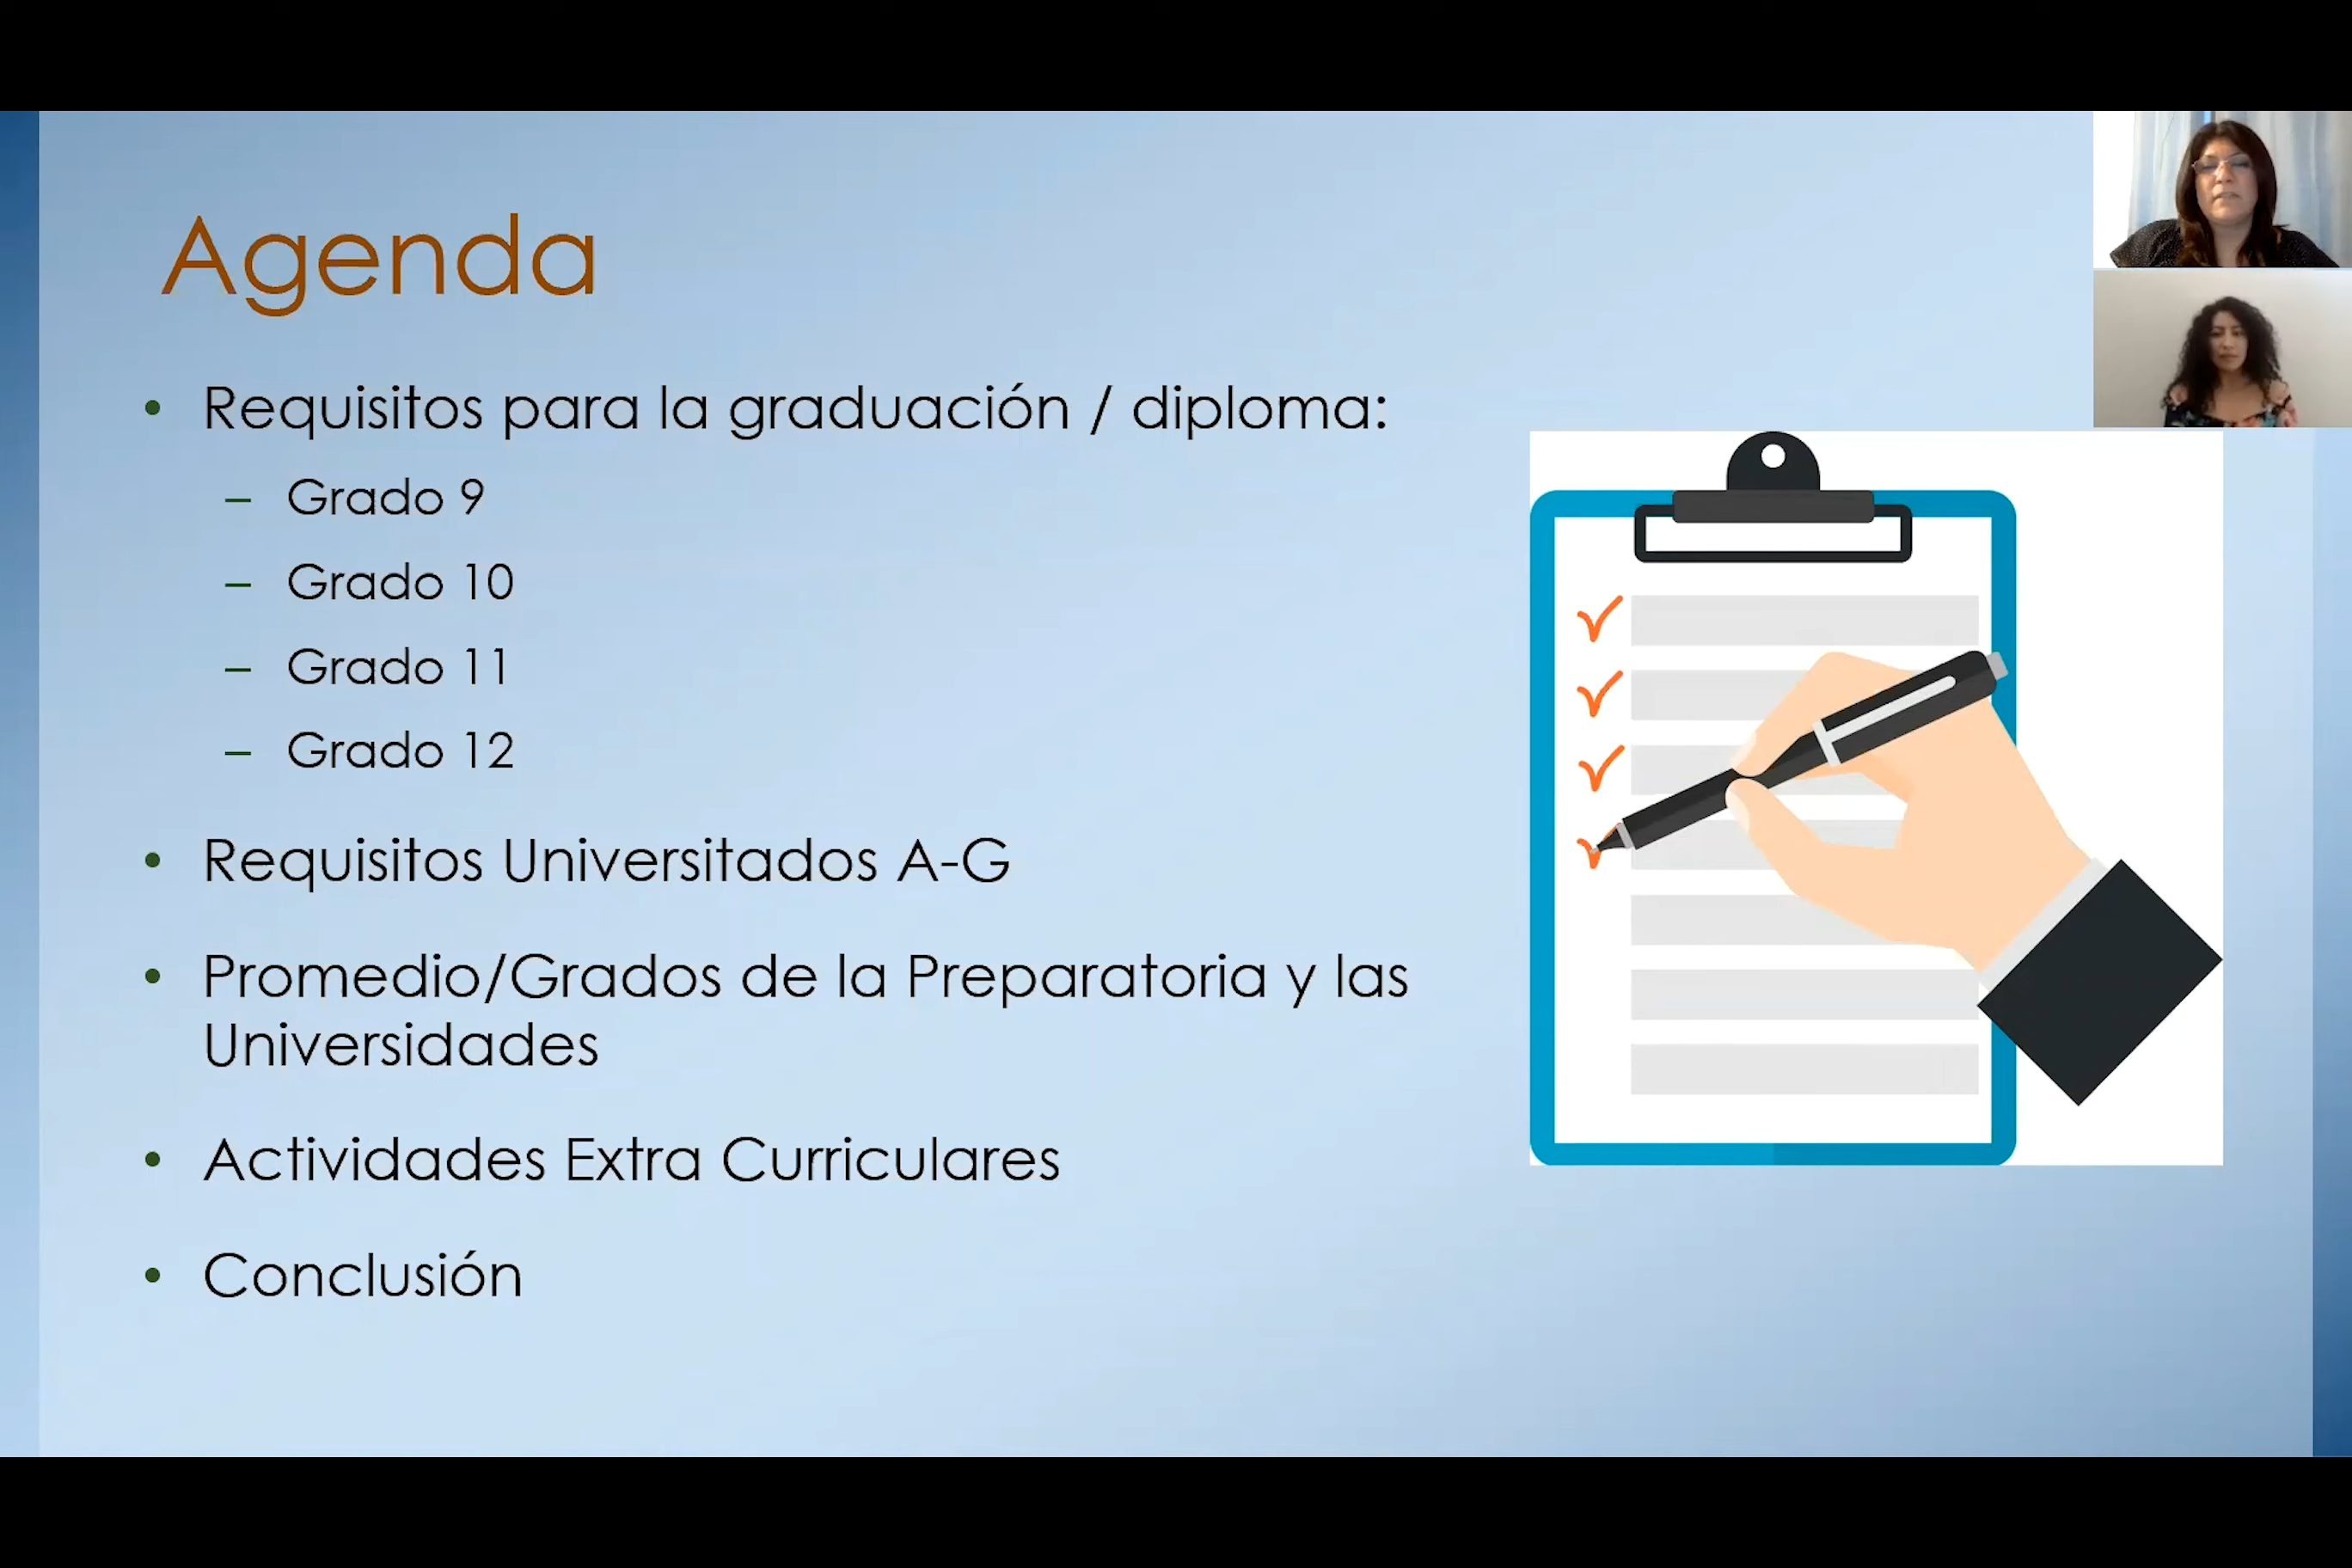 Agenda
• Requisitos para la graduación / diploma:
– Grado 9
– Grado 10
– Grado 11
– Grado 12
• Requisitos Universitados A-G
• Promedio/Grados de la Preparatoria y las
Universidades
• Actividades Extra Curriculares
• Conclusión